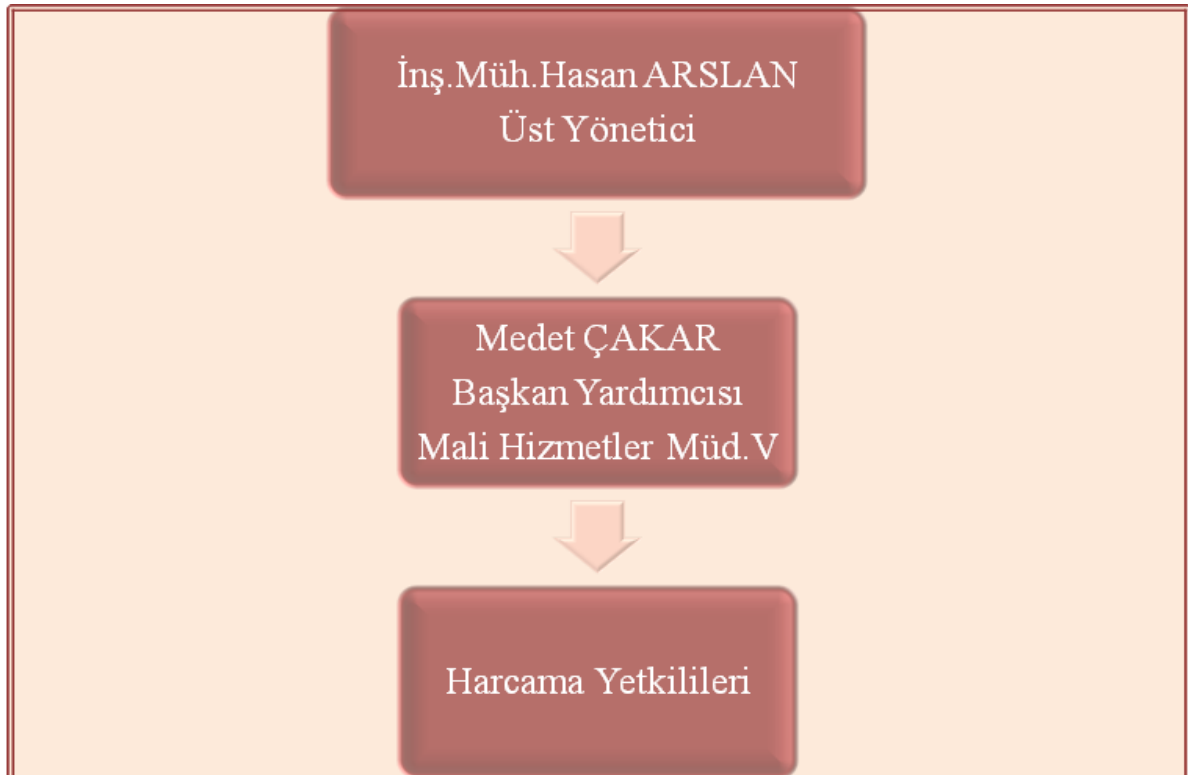 İnş.Müh.Hasan ARSLAN
Üst Yönetici
Medet ÇAKAR
Başkan Yardımcısı
Mali Hizmetler Müd.V
Harcama Yetkilileri